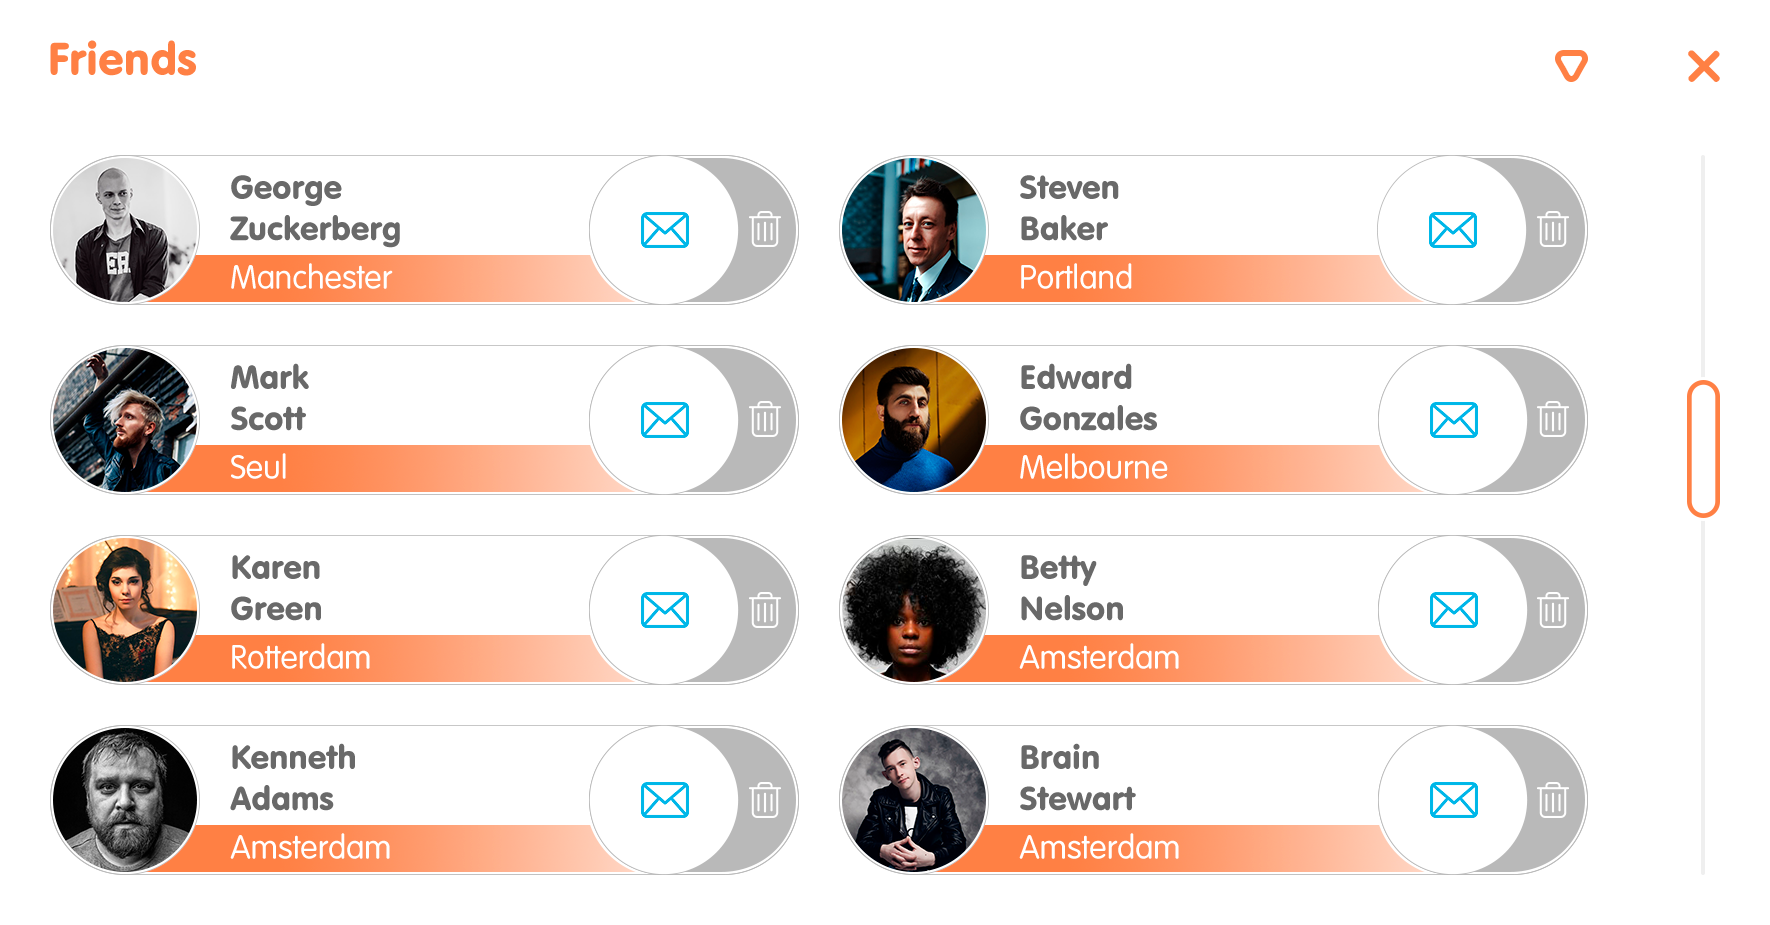 Friends
George
Zuckerberg
Manchester
Steven
Baker
Portland
Mark
Scott
Seul
Edward
Gonzales
Melbourne
Karen
Green
Rotterdam
Betty
Nelson
Amsterdam
Kenneth
Adams
Amsterdam
Brain
Stewart
Amsterdam